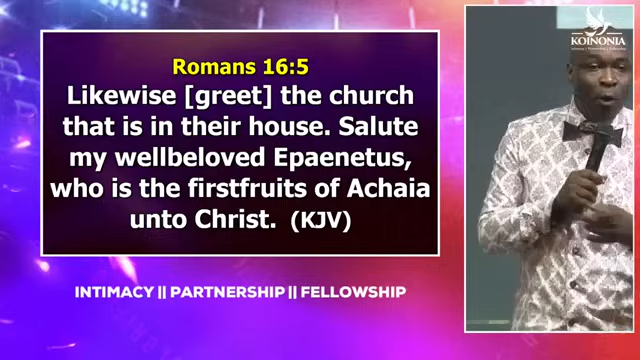 Romans 16:5
Likewise [greet] the church
that is in their house. Salute
my wellbeloved Epaenetus,
who is the firstfruits of Achaia
unto Christ. (KJV)
INTIMACY || PARTNERSHIP || FELLOWSHIP
KOINONIA